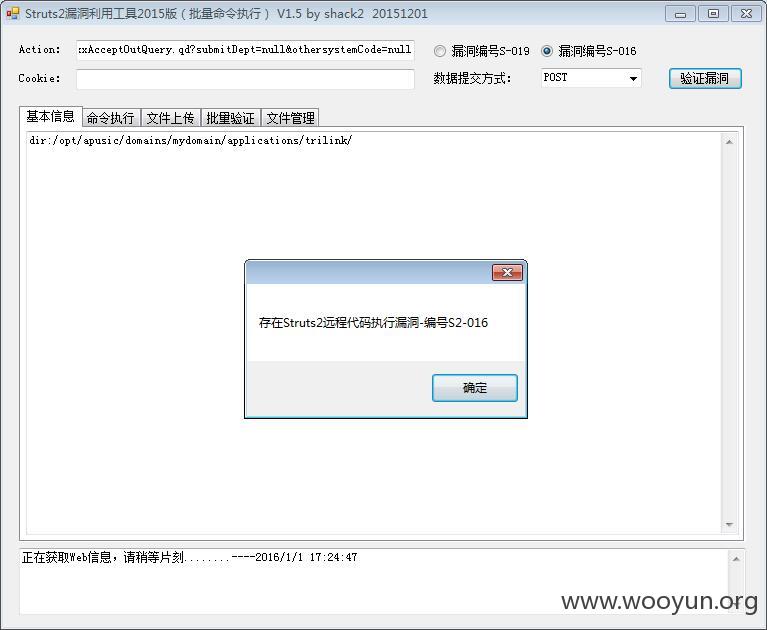 Struts2漏洞利用工具2015版（批量命令执行）V1.5 by shack2  20151201
Action:
:xAcceptOutQuery.qd?submitDept=null&othersystemCode=null
漏洞编号S-019
漏洞编号S-016
Cookie:
数据提交方式:
POST
验证漏洞
基本信息
命令执行
文件上传
批量验证
文件管理
dir:/opt/apusic/domains/mydomain/applications/trilink/
存在Struts2远程代码执行漏洞-编号S2-016
确定
正在获取Web信息，请稍等片刻........----2016/1/1 17:24:47
www.wooyun.org